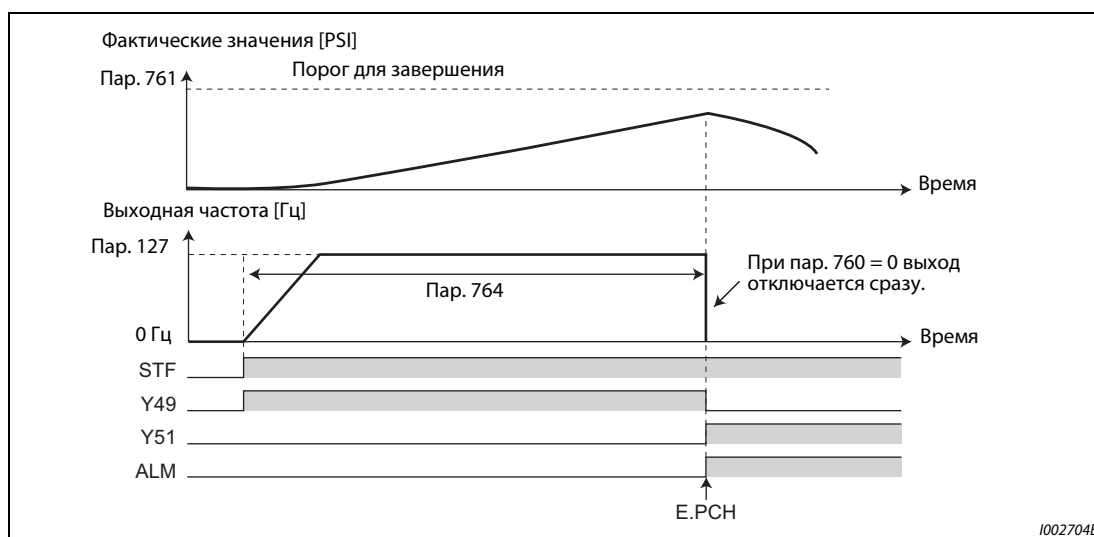 Фактические значения [PSI]
Пар. 761
Порог для завершения
Время
Выходная частота [Гц]
Пар. 127
При пар. 760 = 0 выход
отключается сразу.
Пар. 764
0 Гц
Время
STF
Y49
Y51
ALM
E.PCH
I002704E